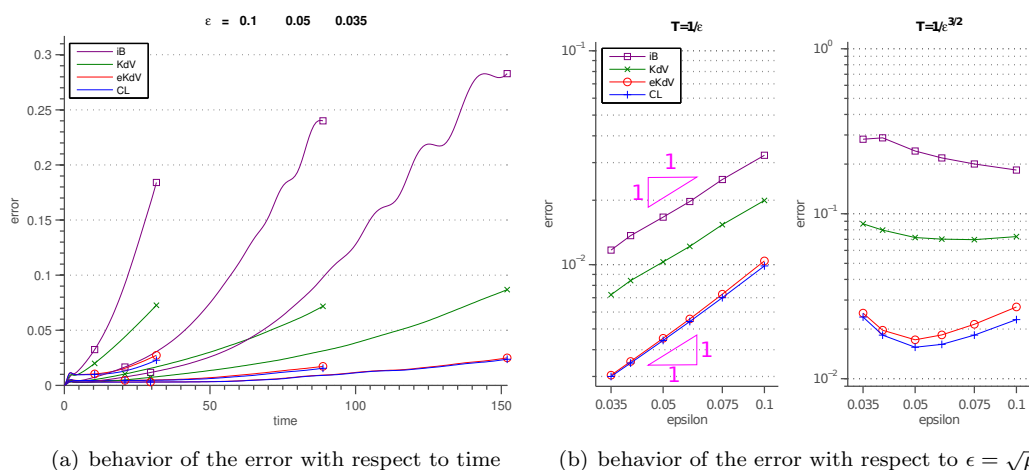 ε = 0.1 0.05 0.035
0.3
0.25
0.2
0.15
0.1
0.05
0
error
iB
KdV
eKdV
CL
0 50 100 150
time
(a) behavior of the error with respect to time
T=1/ε
10⁻¹
10⁻²
error
iB
KdV
eKdV
CL
1
1
1
1
0.035 0.05 0.075 0.1
epsilon
T=1/ε^3/2
10⁰
10⁻¹
10⁻²
error
0.035 0.05 0.075 0.1
epsilon
(b) behavior of the error with respect to ϵ = √